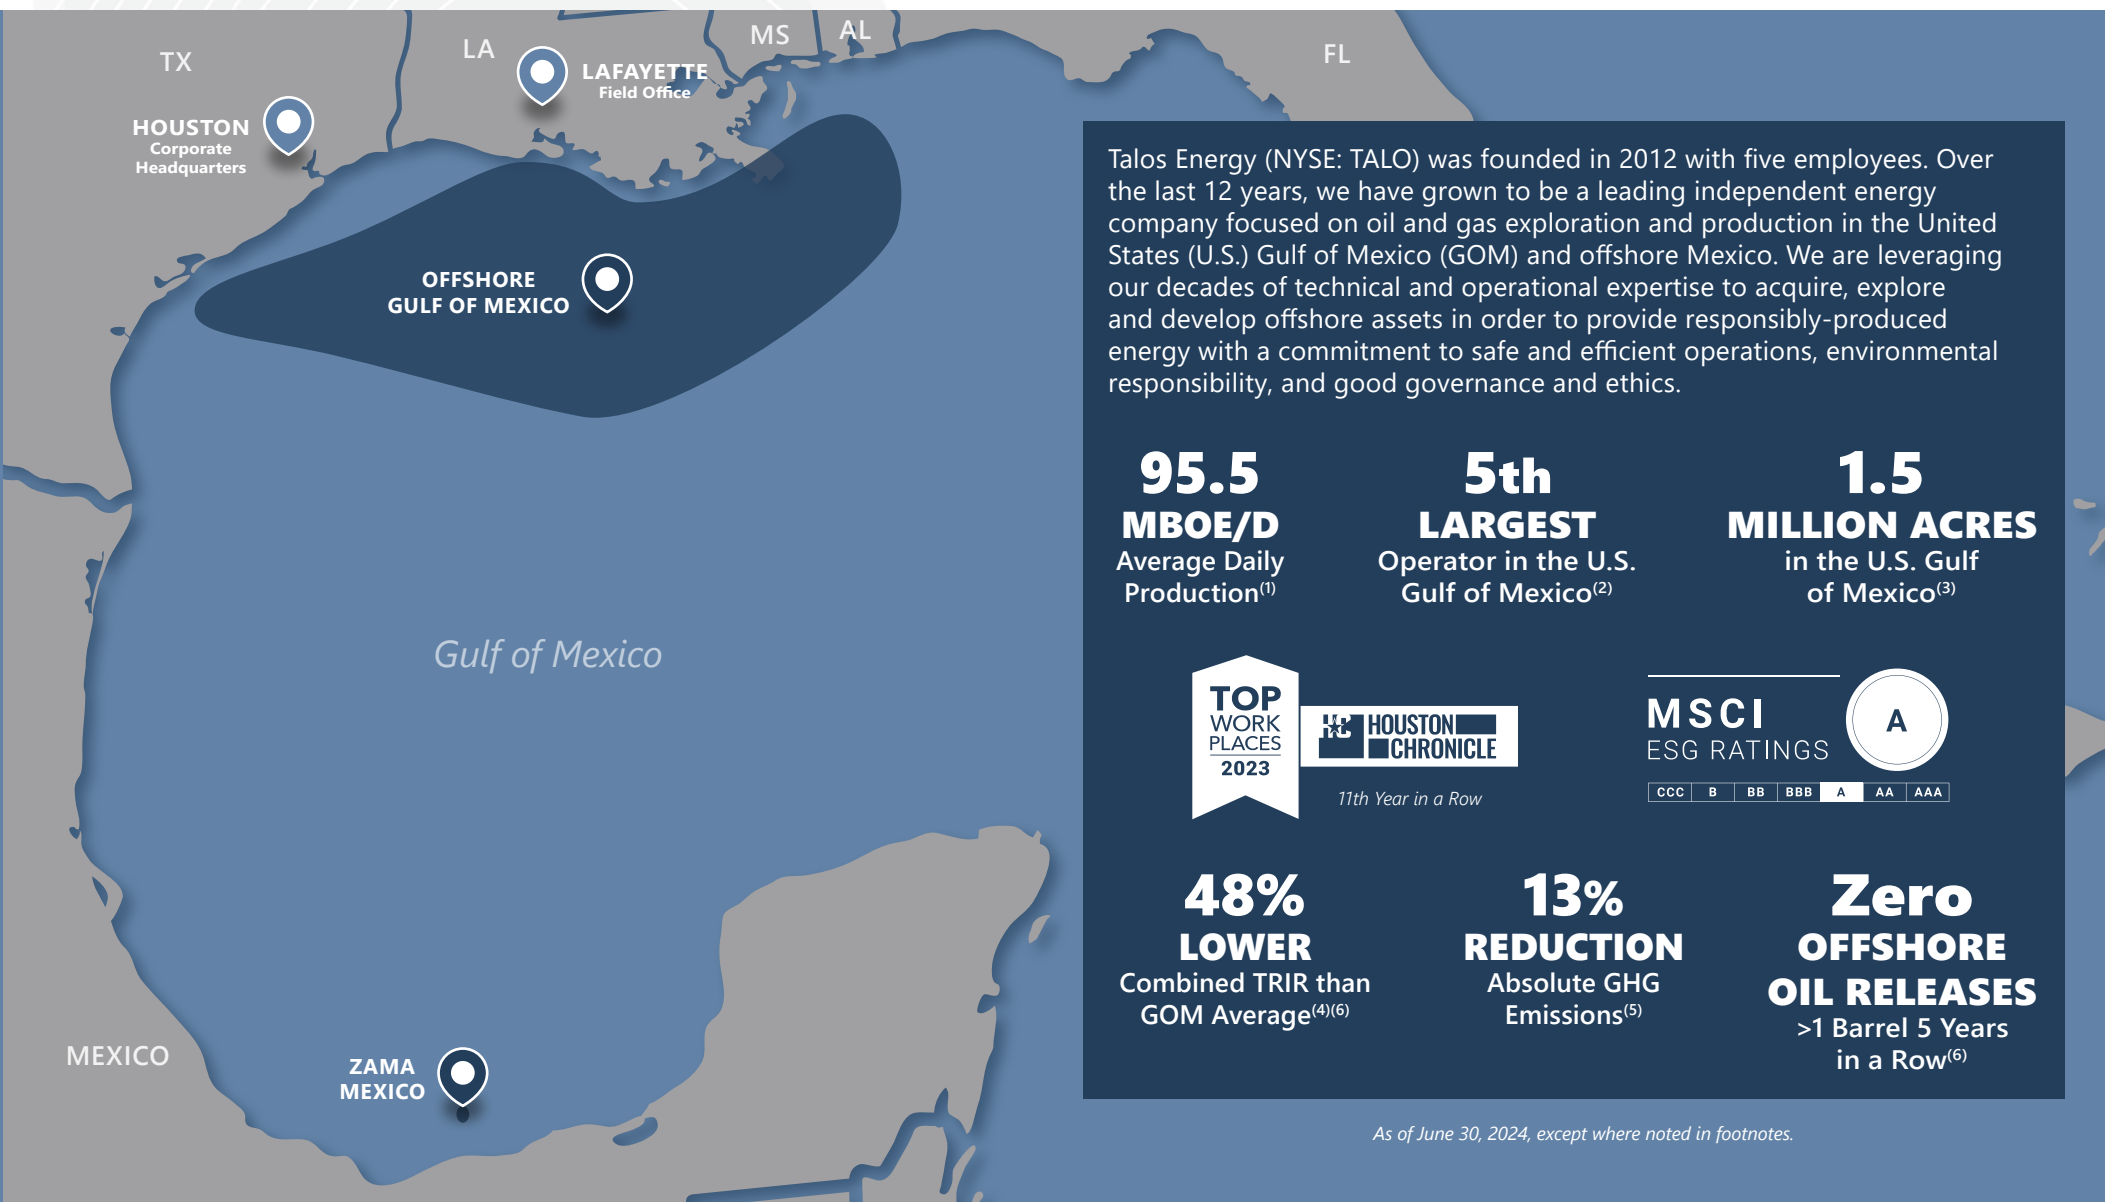 TX
LA
MS
AL
FL
LAFAYETTE
Field Office
HOUSTON
Corporate
Headquarters
OFFSHORE
GULF OF MEXICO
Gulf of Mexico
MEXICO
ZAMA
MEXICO
Talos Energy (NYSE: TALO) was founded in 2012 with five employees. Over
the last 12 years, we have grown to be a leading independent energy
company focused on oil and gas exploration and production in the United
States (U.S.) Gulf of Mexico (GOM) and offshore Mexico. We are leveraging
our decades of technical and operational expertise to acquire, explore
and develop offshore assets in order to provide responsibly-produced
energy with a commitment to safe and efficient operations, environmental
responsibility, and good governance and ethics.
95.5
MBOE/D
Average Daily
Production(1)
5th
LARGEST
Operator in the U.S.
Gulf of Mexico(2)
1.5
MILLION ACRES
in the U.S. Gulf
of Mexico(3)
TOP
WORK
PLACES
2023
HC
HOUSTON
CHRONICLE
11th Year in a Row
MSCI
ESG RATINGS
A
CCC B BB BBB A AA AAA
48%
LOWER
Combined TRIR than
GOM Average(4)(6)
13%
REDUCTION
Absolute GHG
Emissions(5)
Zero
OFFSHORE
OIL RELEASES
>1 Barrel 5 Years
in a Row(6)
As of June 30, 2024, except where noted in footnotes.